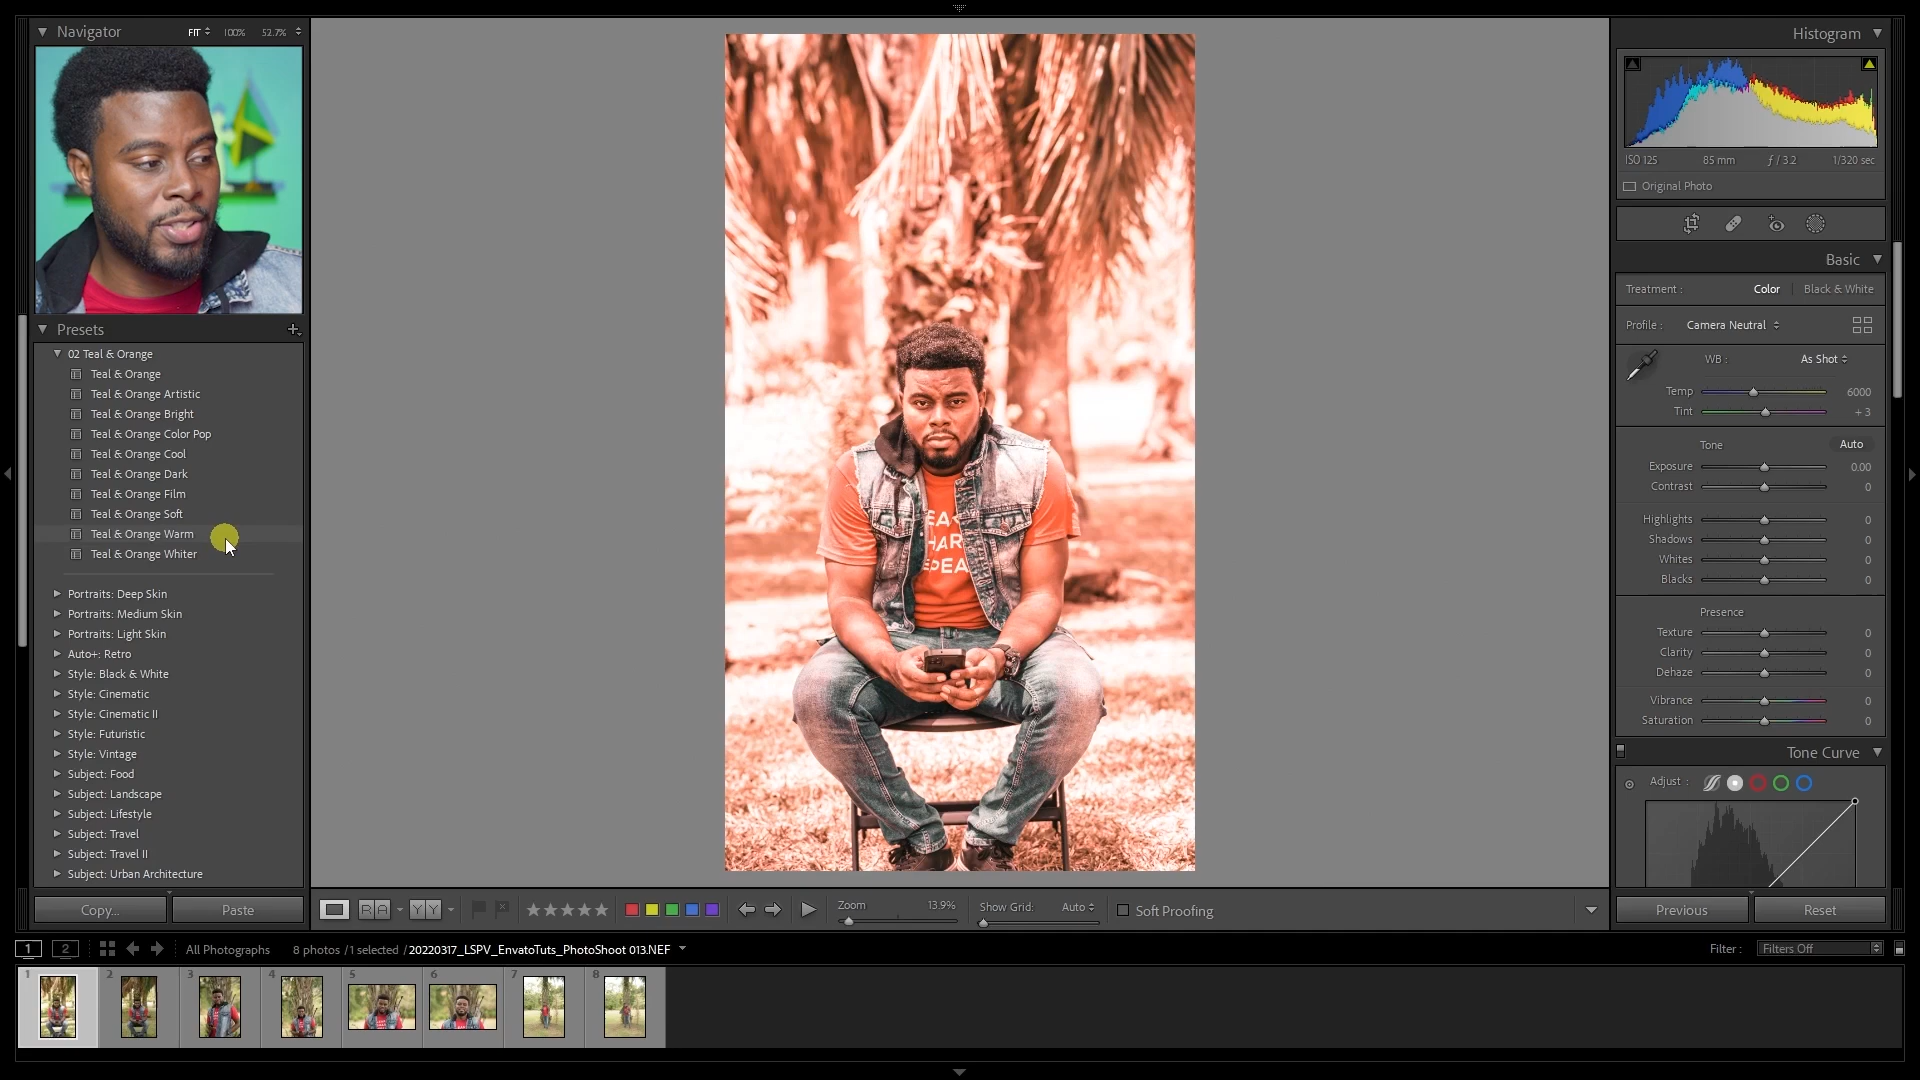 Navigator
FIT 100% 52.7%
Presets
02 Teal & Orange
Teal & Orange
Teal & Orange Artistic
Teal & Orange Bright
Teal & Orange Color Pop
Teal & Orange Cool
Teal & Orange Dark
Teal & Orange Film
Teal & Orange Soft
Teal & Orange Warm
Teal & Orange Whiter
Portraits: Deep Skin
Portraits: Medium Skin
Portraits: Light Skin
Auto+: Retro
Style: Black & White
Style: Cinematic
Style: Cinematic II
Style: Futuristic
Style: Vintage
Subject: Food
Subject: Landscape
Subject: Lifestyle
Subject: Travel
Subject: Travel II
Subject: Urban Architecture
Copy... Paste
Histogram
ISO 125 85 mm ƒ / 3.2 1/320 sec
Original Photo
Basic
Treatment : Color Black & White
Profile : Camera Neutral
WB : As Shot
Temp 6000
Tint + 3
Tone Auto
Exposure 0.00
Contrast 0
Highlights 0
Shadows 0
Whites 0
Blacks 0
Presence
Texture 0
Clarity 0
Dehaze 0
Vibrance 0
Saturation 0
Tone Curve
Adjust :
Previous Reset
R A Y Y Zoom 13.9% Show Grid: Auto Soft Proofing
1 2 All Photographs 8 photos / 1 selected / 20220317_LSPV_EnvatoTuts_PhotoShoot 013.NEF Filter : Filters Off
1 2 3 4 5 6 7 8